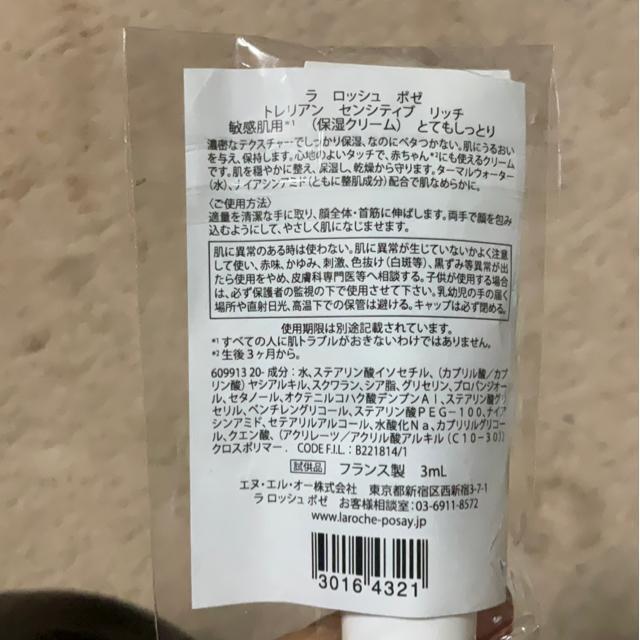 ラ ロッシュ ポゼ
トレリアン センシティブ リッチ
敏感肌用*1 （保湿クリーム） とてもしっとり
濃密なテクスチャーでしっかり保湿、なのにベタつかない。肌にうるおい
を与え、保持します。心地のよいタッチで、赤ちゃん*2にも使えるクリーム
です。肌を穏やかに整え、保湿し、乾燥から守ります。ターマルウォーター
(水)、ナイアシンアミド（ともに整肌成分）配合で肌なめらかに。
〈ご使用方法〉
適量を清潔な手に取り、顔全体・首筋に伸ばします。両手で顔を包み
込むようにして、やさしく肌になじませます。
肌に異常のある時は使わない。肌に異常が生じていないかよく注意
して使い、赤味、かゆみ、刺激、色抜け（白斑等）、黒ずみ等異常が出
たら使用をやめ、皮膚科専門医等へ相談する。子供が使用する場合
は、必ず保護者の監視の下で使用させて下さい。乳幼児の手の届く
場所や直射日光、高温下での保管は避ける。キャップは必ず閉める。
使用期限は別途記載されています。
*1 すべての人に肌トラブルがおきないわけではありません。
*2 生後3ヶ月から。
609913 20- 成分：水、ステアリン酸イソセチル、（カプリル酸／カプ
リン酸）ヤシアルキル、スクワラン、シア脂、グリセリン、プロパンジオー
ル、セタノール、オクテニルコハク酸デンプンAl、ステアリン酸グリ
セリル、ペンチレングリコール、ステアリン酸PEG-100、ナイア
シンアミド、セテアリルアルコール、水酸化Na、カプリリルグリコー
ル、クエン酸、（アクリレーツ／アクリル酸アルキル（C10-30））
クロスポリマー． CODE F.I.L.: B221814/1
試供品 フランス製 3mL
エヌ・エル・オー株式会社 東京都新宿区西新宿3-7-1
ラ ロッシュ ポゼ お客様相談室：03-6911-8572
www.laroche-posay.jp
3016 4321